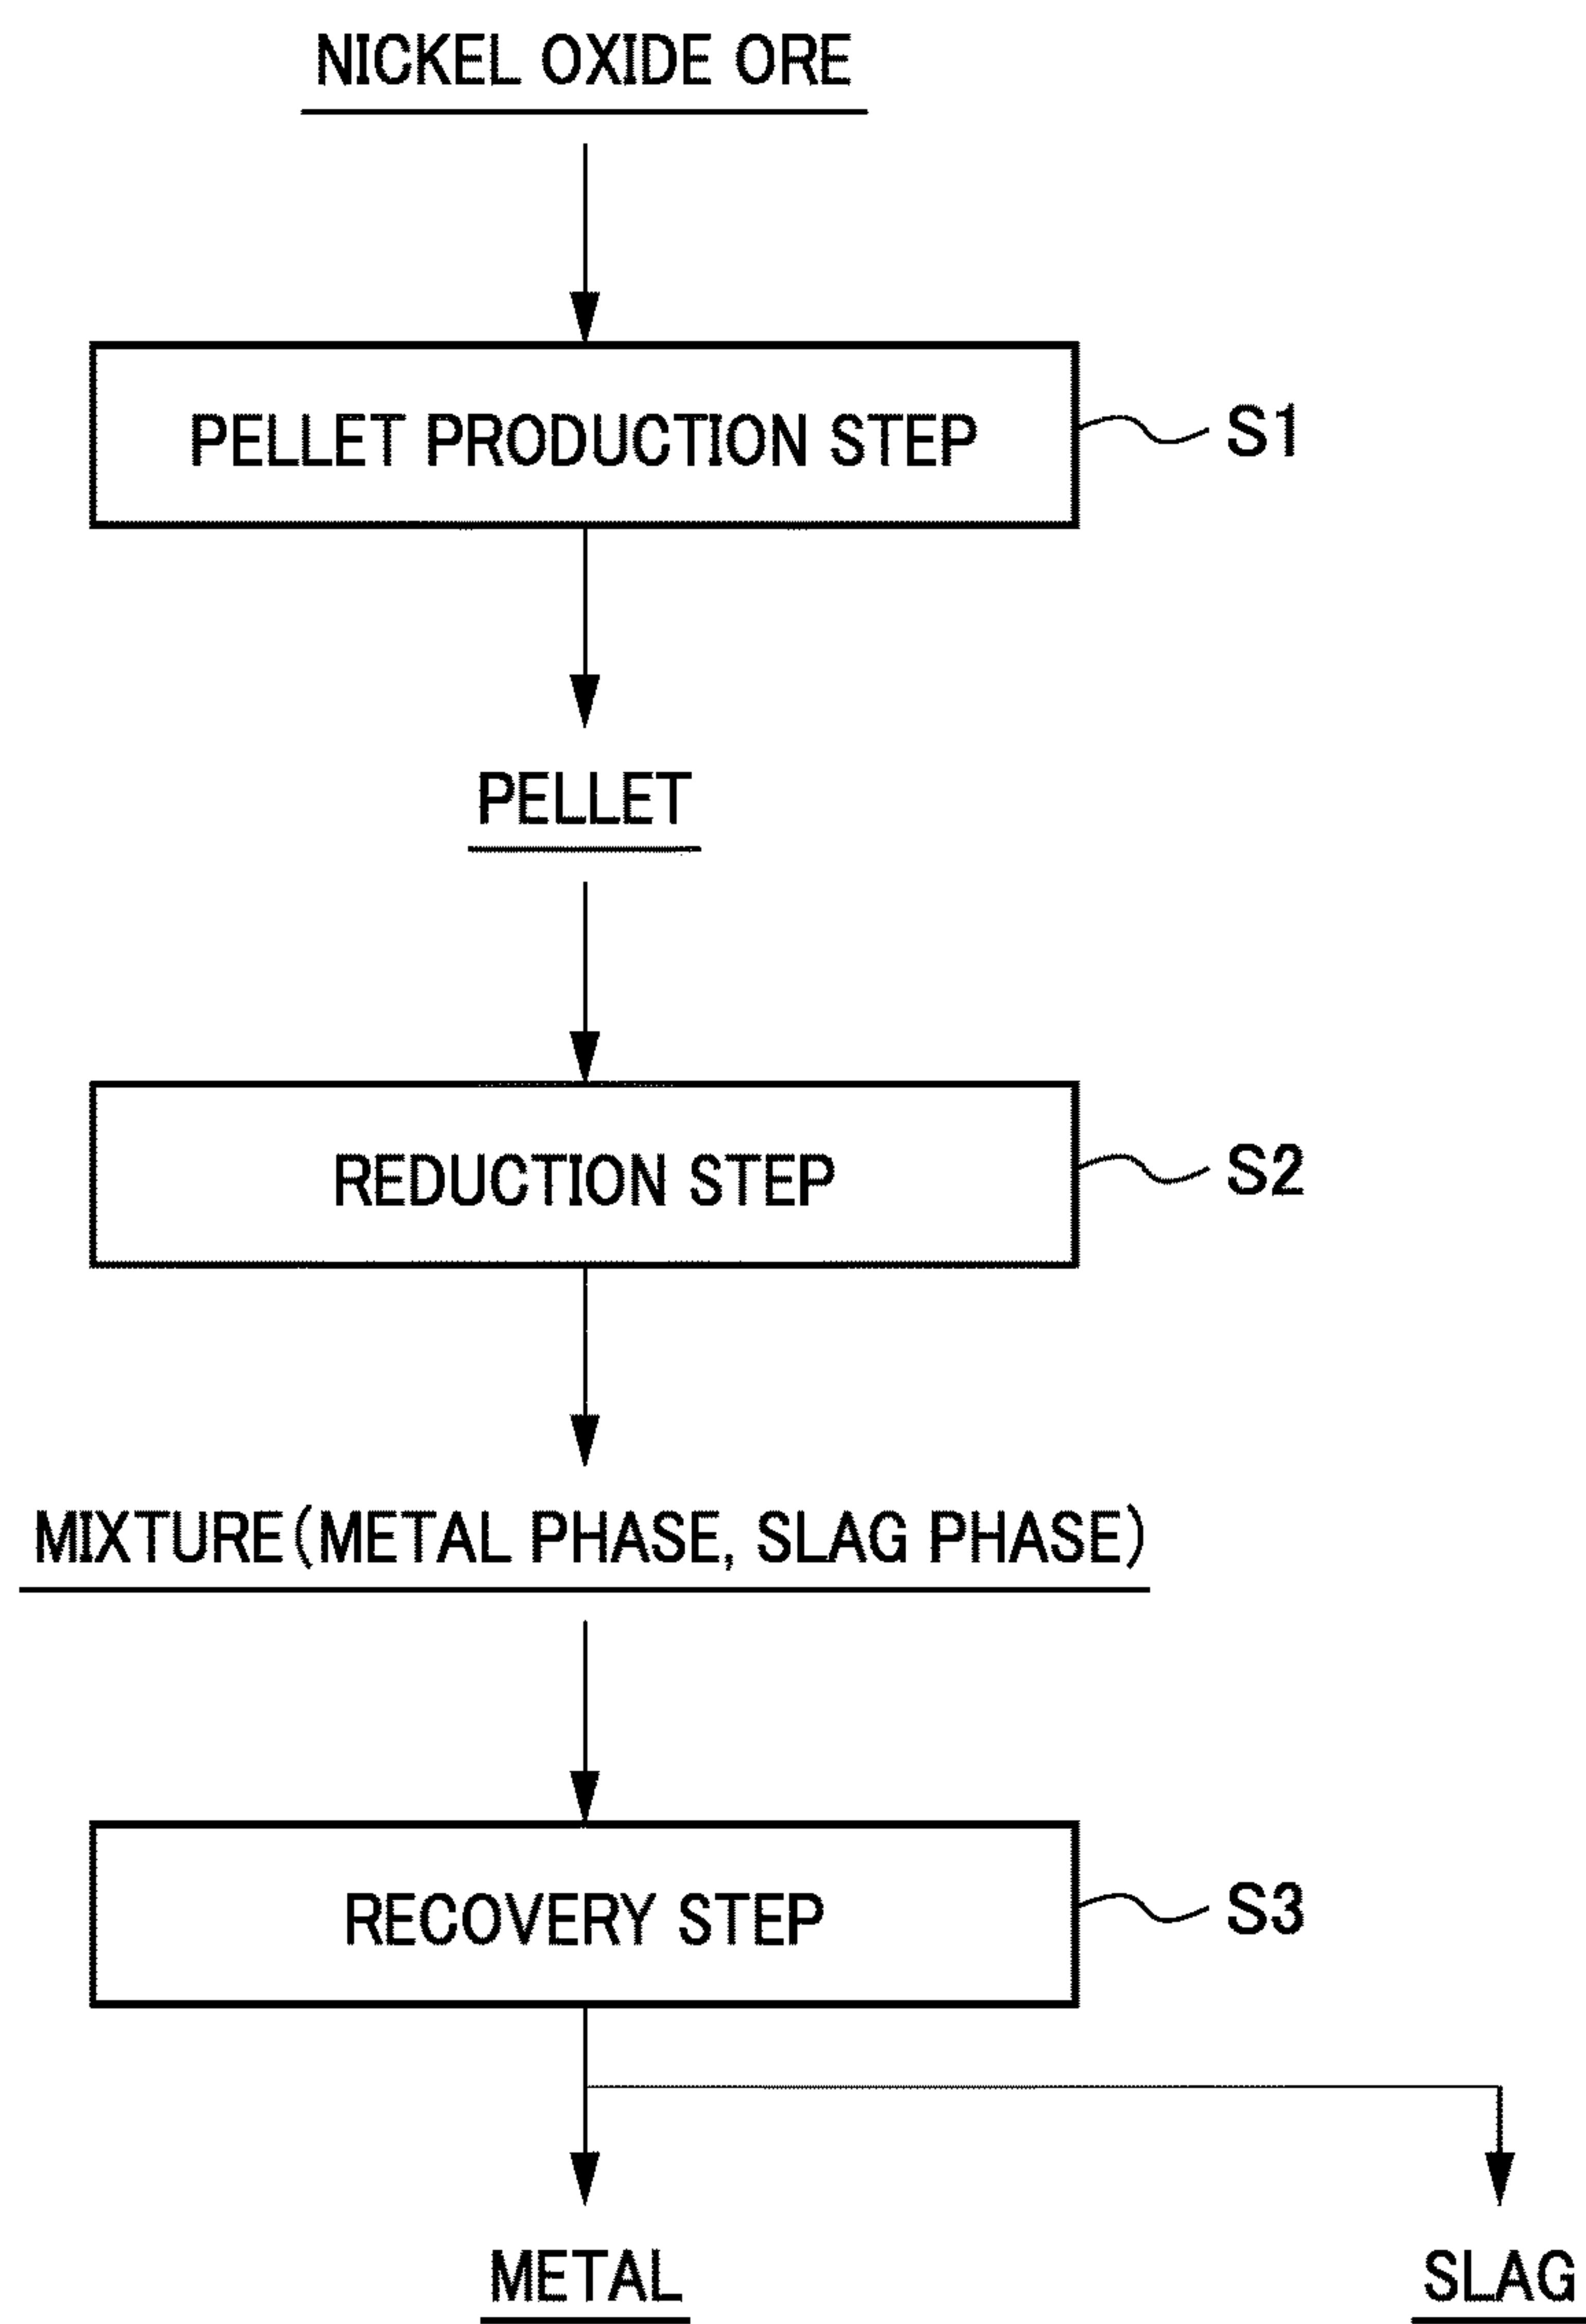 NICKEL OXIDE ORE
PELLET PRODUCTION STEP
S1
PELLET
REDUCTION STEP
S2
MIXTURE(METAL PHASE, SLAG PHASE)
RECOVERY STEP
S3
METAL
SLAG